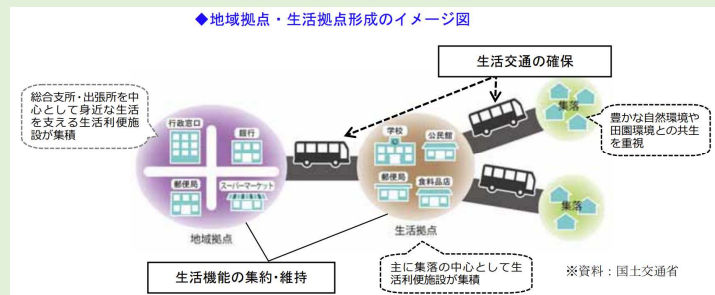 ◆地域拠点・生活拠点形成のイメージ図
生活交通の確保
総合支所・出張所を中
心として身近な生活
を支える生活利便施
設が集積
行政窓口
銀行
郵便局
スーパーマーケット
地域拠点
学校
公民館
郵便局
食料品店
生活拠点
集落
集落
豊かな自然環境や
田園環境との共生
を重視
生活機能の集約・維持
主に集落の中心として生
活利便施設が集積
※資料：国土交通省